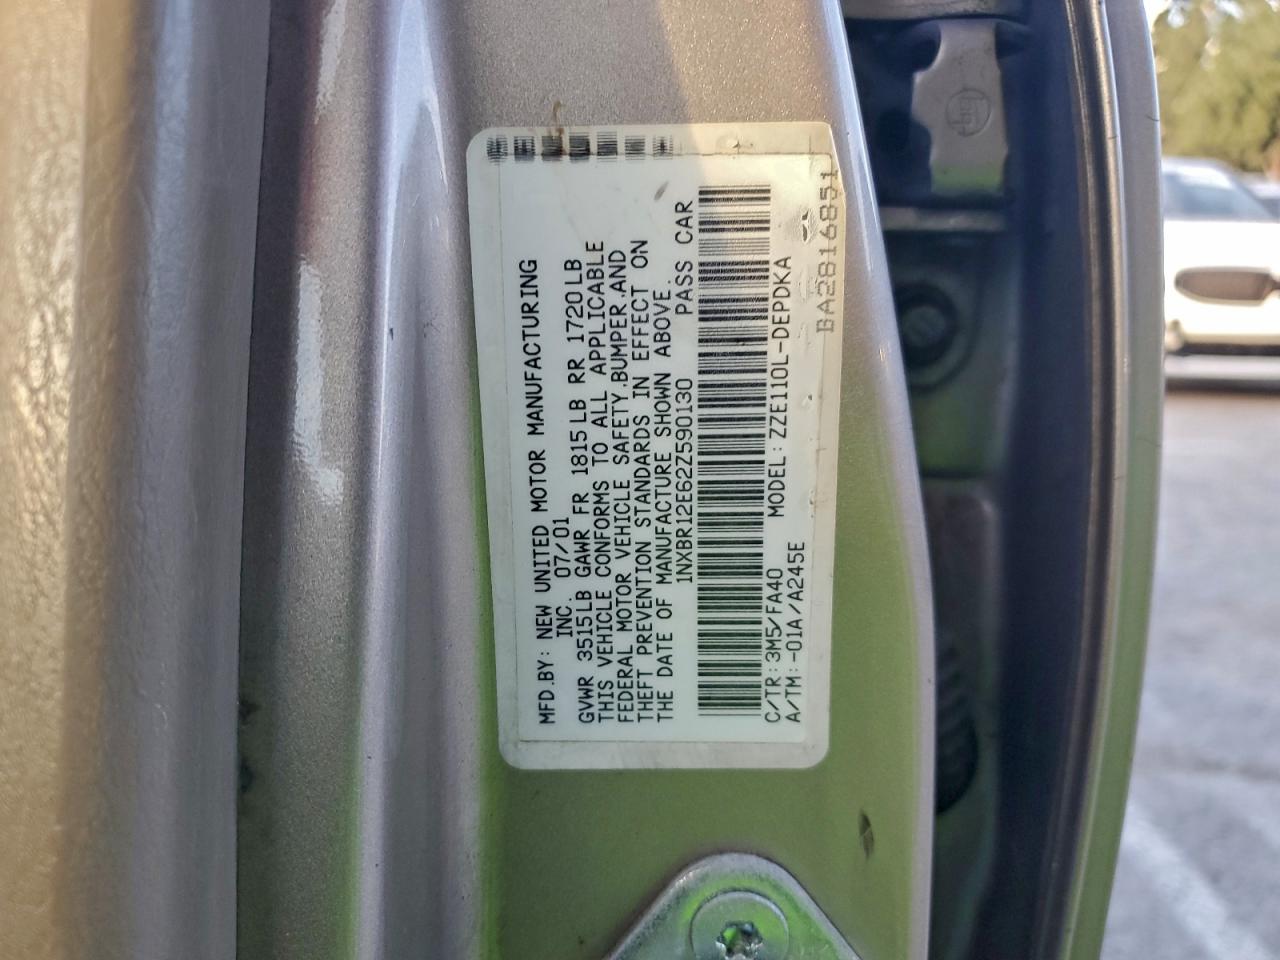 MFD.BY: NEW UNITED MOTOR MANUFACTURING
INC. 07/01
GVWR 3515LB GAWR FR 1815LB RR 1720LB
THIS VEHICLE CONFORMS TO ALL APPLICABLE
FEDERAL MOTOR VEHICLE SAFETY,BUMPER,AND
THEFT PREVENTION STANDARDS IN EFFECT ON
THE DATE OF MANUFACTURE SHOWN ABOVE.
1NXBR12E62Z590130 PASS CAR
C/TR:3M5/FA40 MODEL:ZZE110L-DEPDKA
A/TM:-01A/A245E
BA2816851